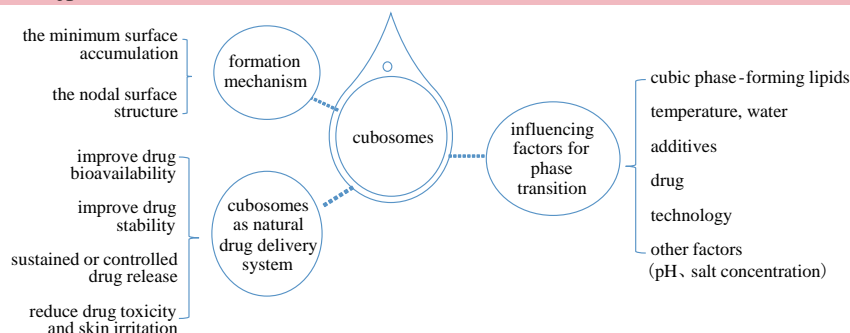 the minimum surface
accumulation
the nodal surface
structure
formation
mechanism
improve drug
bioavailability
improve drug
stability
sustained or controlled
drug release
reduce drug toxicity
and skin irritation
cubosomes
as natural
drug delivery
system
cubosomes
influencing
factors for
phase
transition
cubic phase-forming lipids
temperature, water
additives
drug
technology
other factors
(pH、salt concentration)